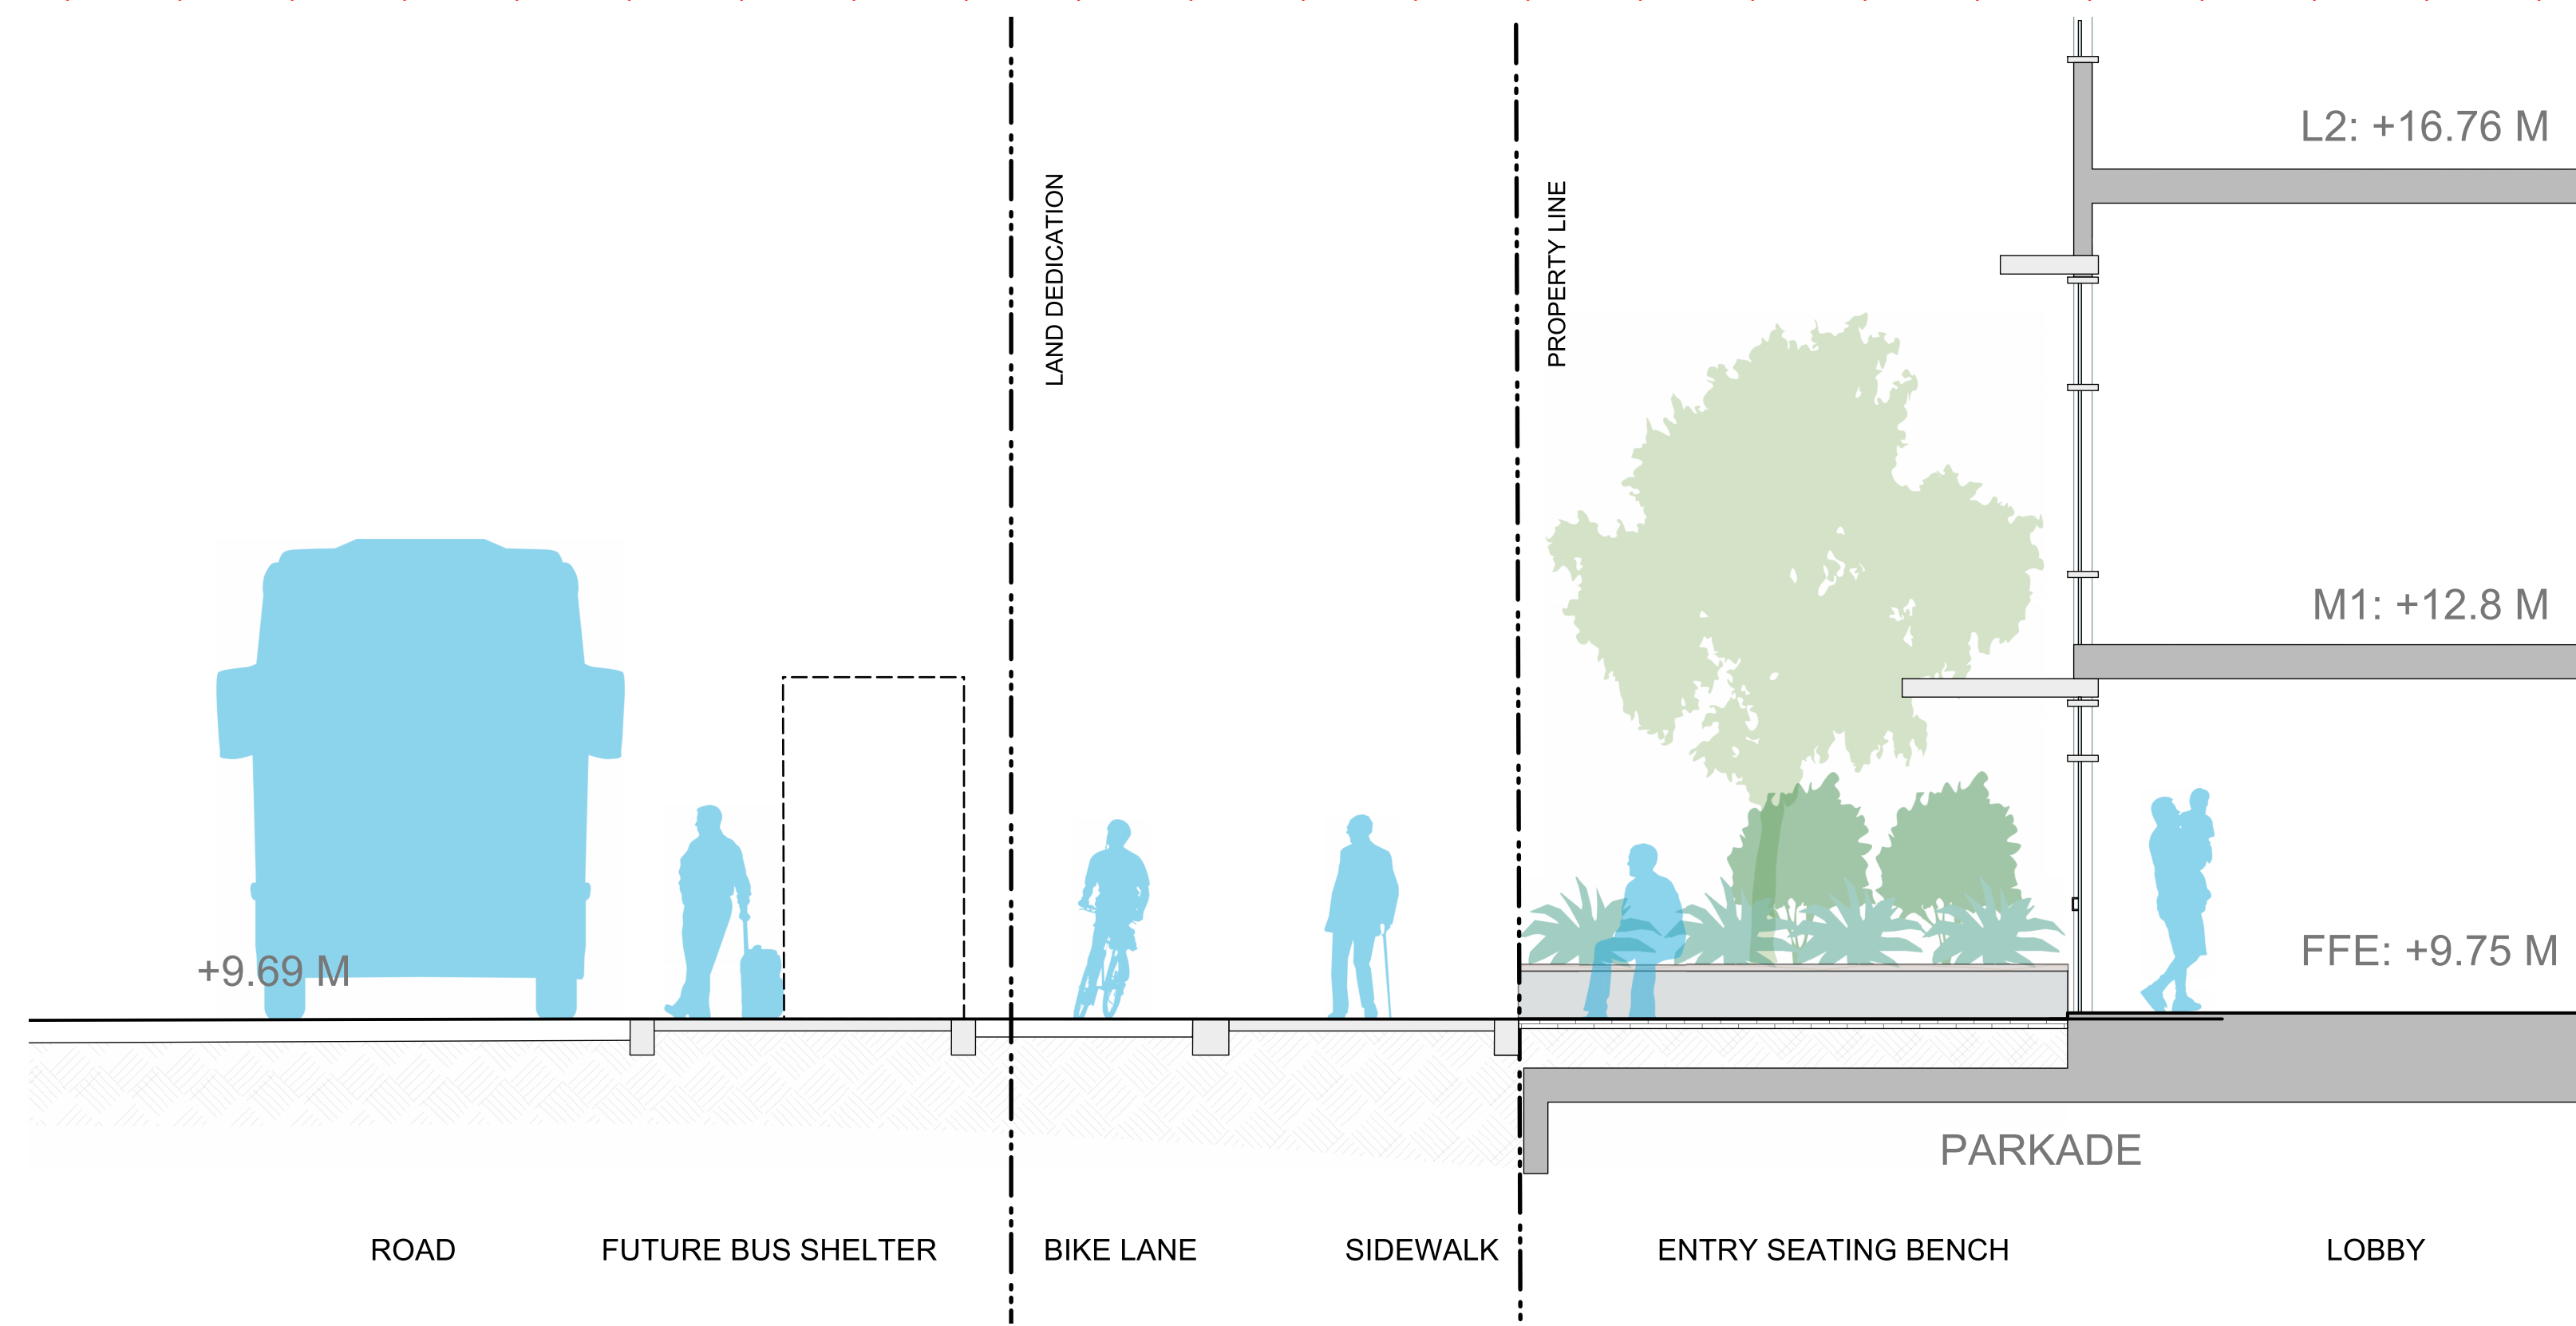 L2: +16.76 M
LAND DEDICATION
PROPERTY LINE
M1: +12.8 M
+9.69 M
FFE: +9.75 M
PARKADE
ROAD
FUTURE BUS SHELTER
BIKE LANE
SIDEWALK
ENTRY SEATING BENCH
LOBBY